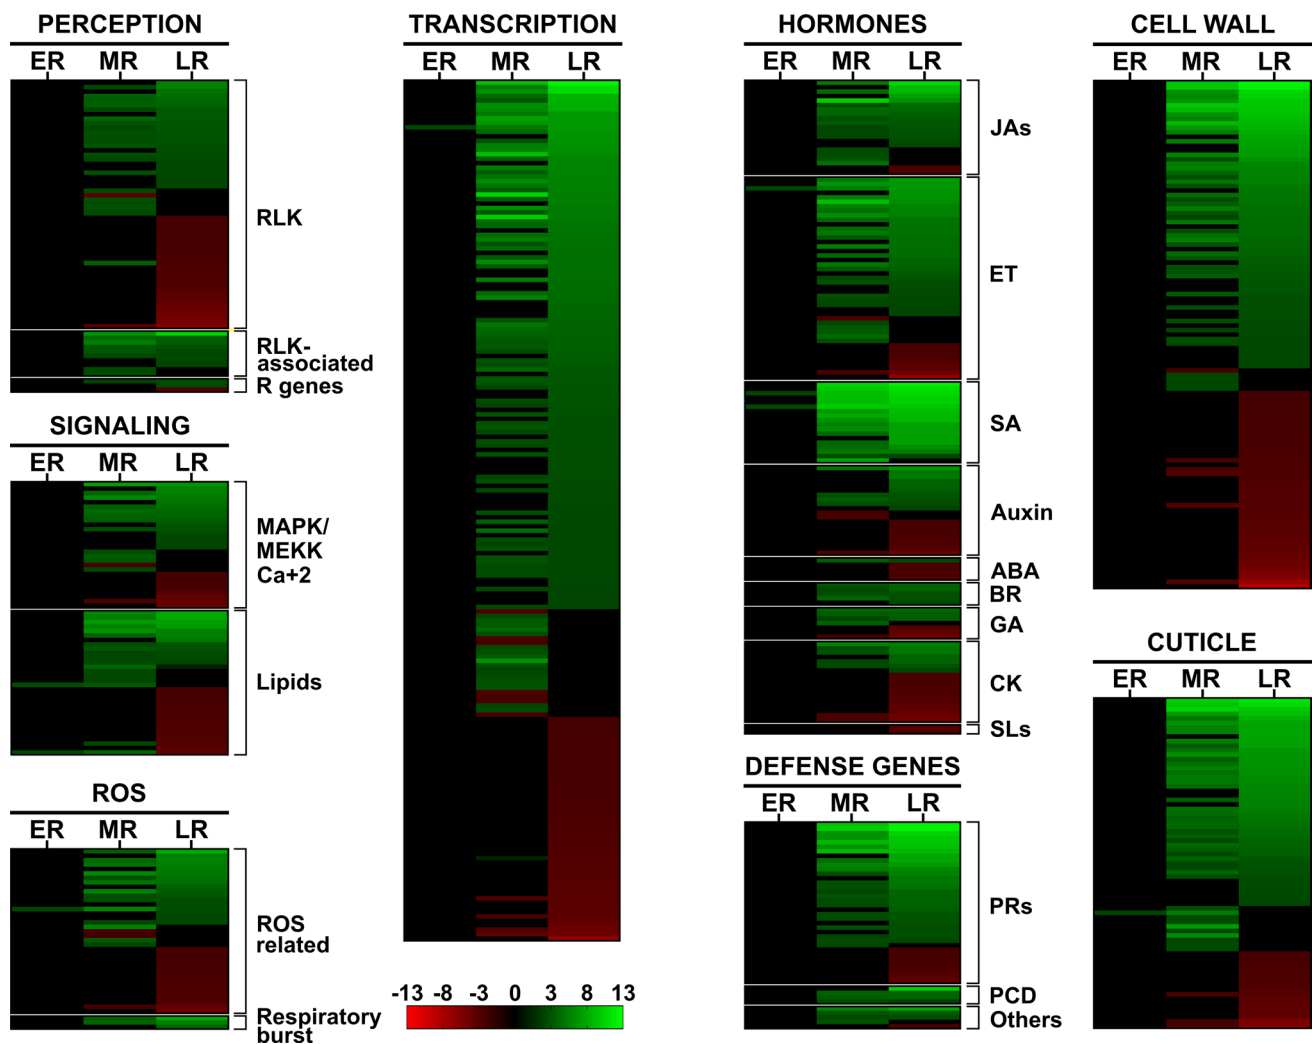 PERCEPTION
ER MR LR
RLK
RLK-
associated
R genes
SIGNALING
ER MR LR
MAPK/
MEKK
Ca+2
Lipids
ROS
ER MR LR
ROS
related
Respiratory
burst
TRANSCRIPTION
ER MR LR
-13 -8 -3 0 3 8 13
HORMONES
ER MR LR
JAs
ET
SA
Auxin
ABA
BR
GA
CK
SLs
DEFENSE GENES
ER MR LR
PRs
PCD
Others
CELL WALL
ER MR LR
CUTICLE
ER MR LR